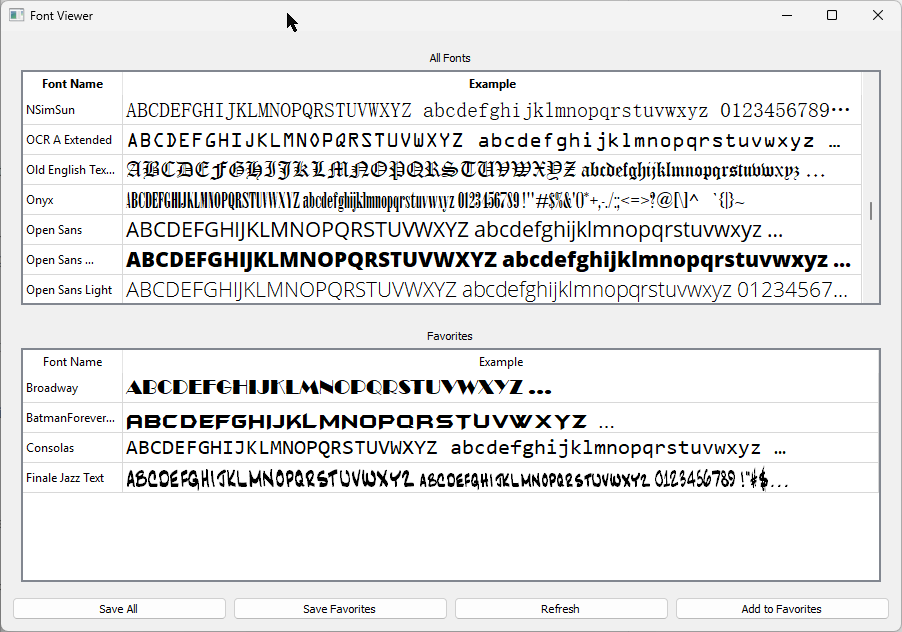 Font Viewer
All Fonts
Font Name Example
NSimSun ABCDEFGHIJKLMNOPQRSTUVWXYZ abcdefghijklmnopqrstuvwxyz 0123456789···
OCR A Extended ABCDEFGHIJKLMNOPQRSTUVWXYZ abcdefghijklmnopqrstuvwxyz ...
Old English Tex... ABCDEFGHIJKLMNOPQRSTUVWXYZ abcdefghijklmnopqrstuvwxyz ...
Onyx ABCDEFGHIJKLMNOPQRSTUVWXYZ abcdefghijklmnopqrstuvwxyz 0123456789 !"#$%&'()*+,-./:;<=>?@[\]^ `{|}~
Open Sans ABCDEFGHIJKLMNOPQRSTUVWXYZ abcdefghijklmnopqrstuvwxyz ...
Open Sans ... ABCDEFGHIJKLMNOPQRSTUVWXYZ abcdefghijklmnopqrstuvwxyz ...
Open Sans Light ABCDEFGHIJKLMNOPQRSTUVWXYZ abcdefghijklmnopqrstuvwxyz 01234567...
Favorites
Font Name Example
Broadway ABCDEFGHIJKLMNOPQRSTUVWXYZ ...
BatmanForever... ABCDEFGHIJKLMNOPQRSTUVWXYZ ...
Consolas ABCDEFGHIJKLMNOPQRSTUVWXYZ abcdefghijklmnopqrstuvwxyz ...
Finale Jazz Text ABCDEFGHIJKLMNOPQRSTUVWXYZ ABCDEFGHIJKLMNOPQRSTUVWXYZ 0123456789 !"#$...
Save All Save Favorites Refresh Add to Favorites